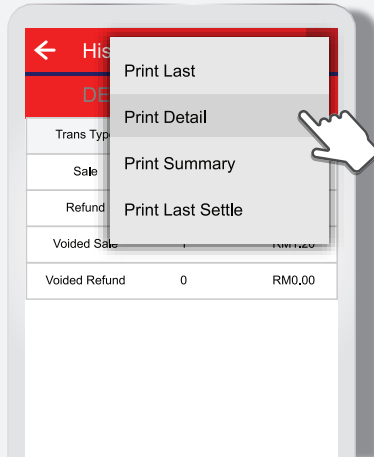 His
DE
Print Last
Print Detail
Print Summary
Print Last Settle
Trans Typ
Sale
Refund
Voided Sale 1 RM1.20
Voided Refund 0 RM0.00